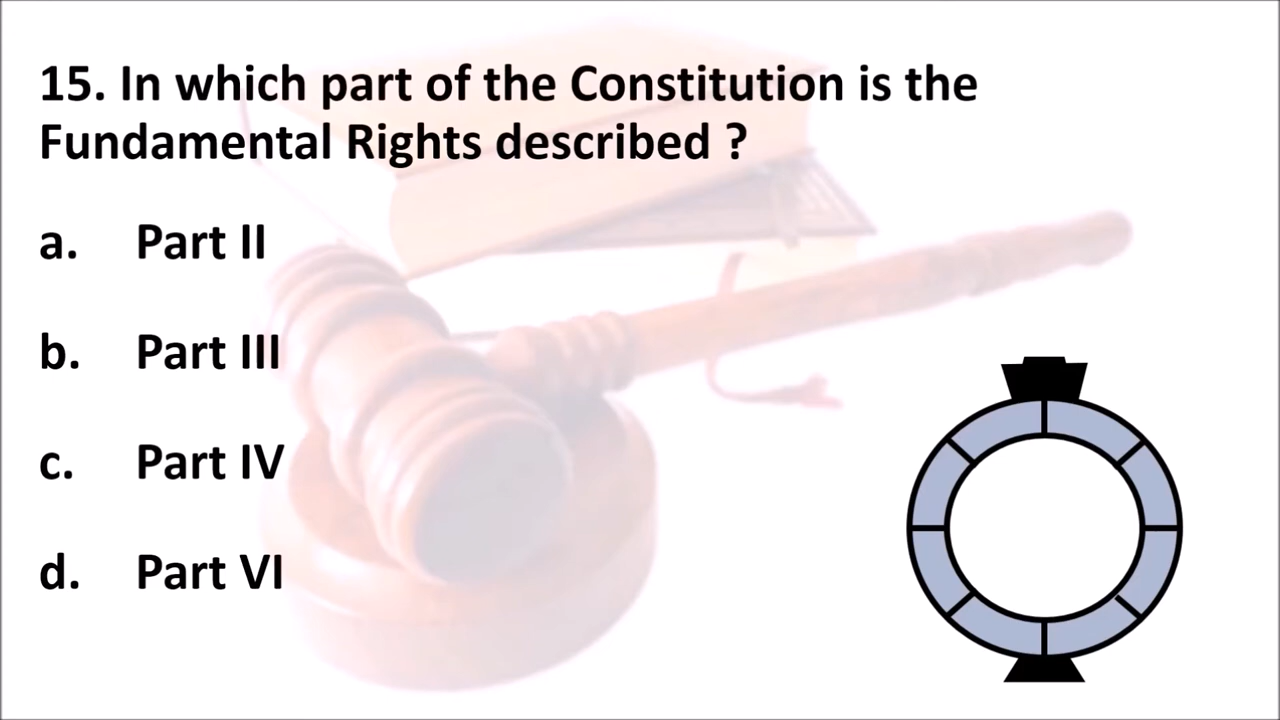 15. In which part of the Constitution is the
Fundamental Rights described ?
a. Part II
b. Part III
c. Part IV
d. Part VI